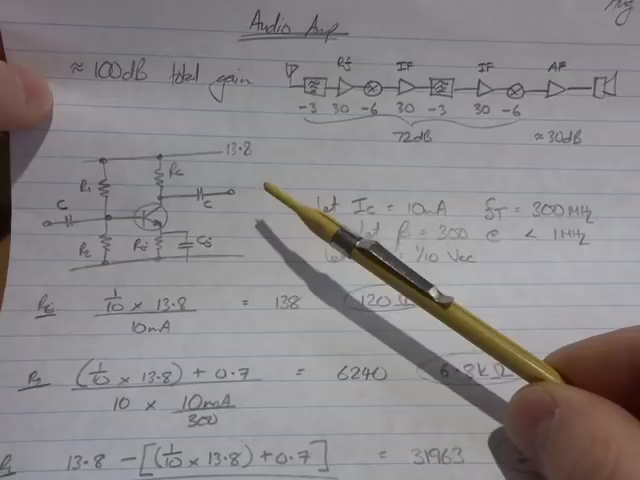 Aug
Audio Amp
≈ 100dB total gain
Rf IF IF AF
-3 30 -6 30 -3 30 -6
72dB ≈30dB
13.8
R1 Rc
C C
R2 RE CE
let Ic = 10mA fT = 300MHz
let β = 300 @ < 1MHz
1/10 Vcc
RE 1/10 × 13.8 / 10mA = 138 120Ω
R2 (1/10 × 13.8) + 0.7 / 10 × 10mA/300 = 6240 6.8kΩ
R1 13.8 - [(1/10 × 13.8) + 0.7] = 31963